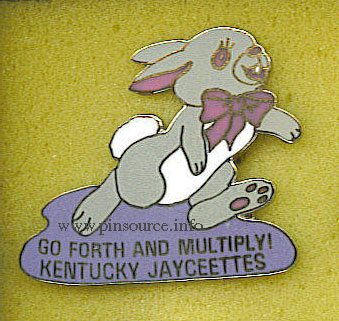 www.pinsource.info
GO FORTH AND MULTIPLY!
KENTUCKY JAYCEETTES